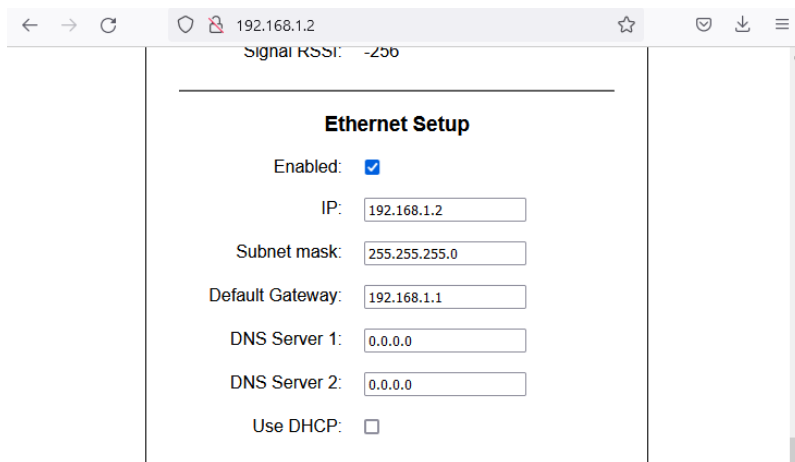 192.168.1.2
Signal RSSI: -256
Ethernet Setup
Enabled:
IP: 192.168.1.2
Subnet mask: 255.255.255.0
Default Gateway: 192.168.1.1
DNS Server 1: 0.0.0.0
DNS Server 2: 0.0.0.0
Use DHCP: